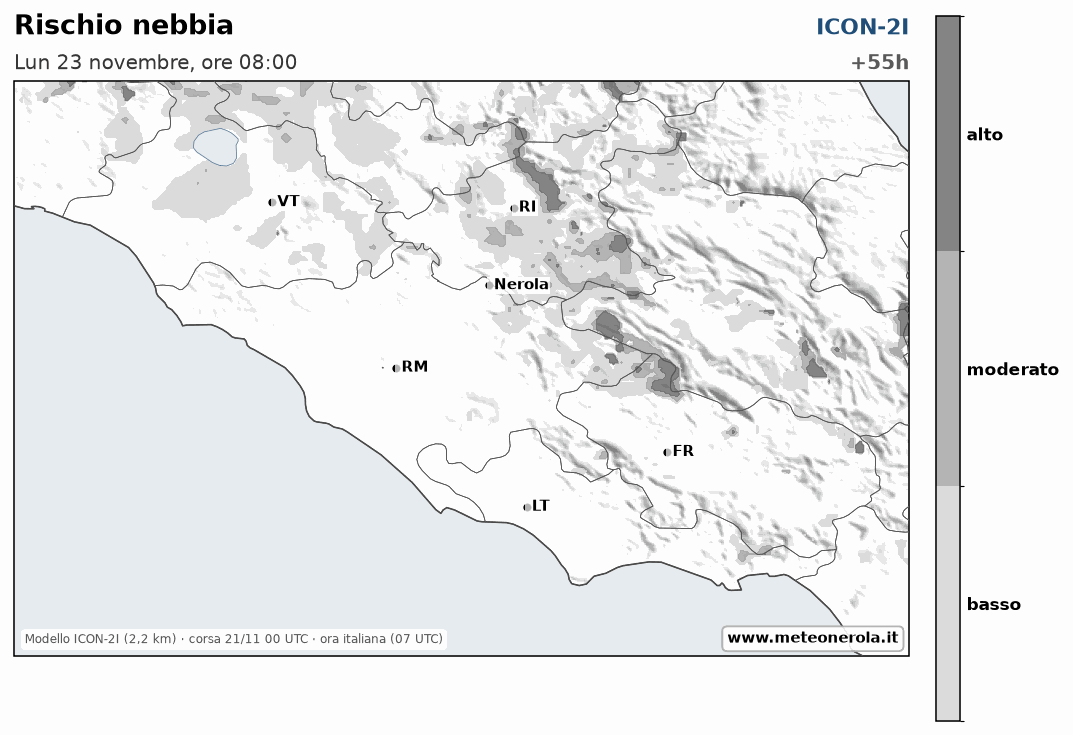 Rischio nebbia
ICON-2I
Lun 23 novembre, ore 08:00
+55h
alto
VT
RI
Nerola
RM
moderato
FR
LT
basso
Modello ICON-2I (2,2 km) · corsa 21/11 00 UTC · ora italiana (07 UTC)
www.meteonerola.it